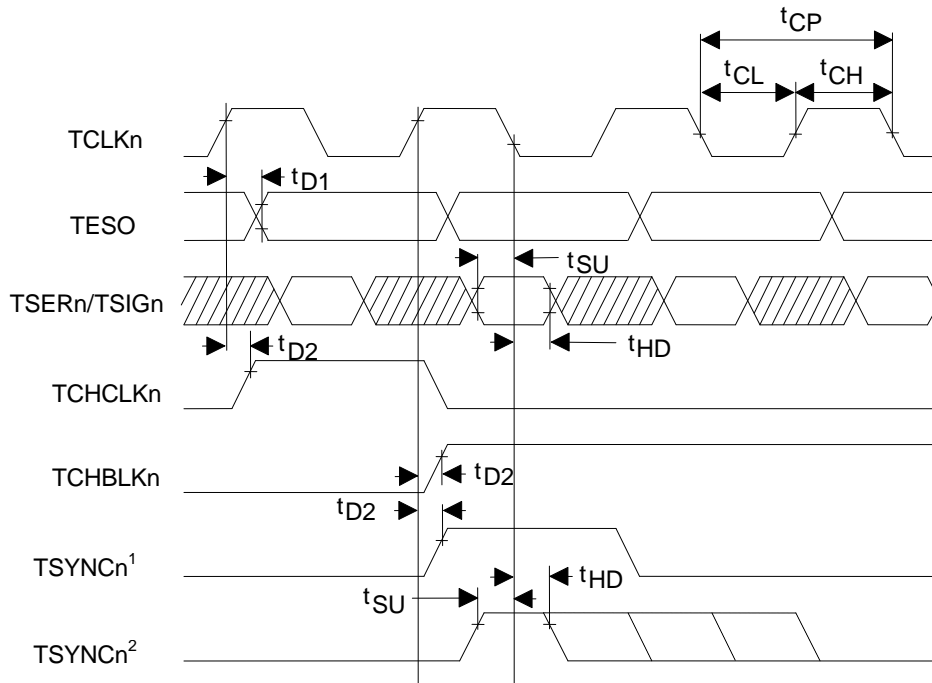 tCP
tCL tCH
TCLKn
tD1
TESO
tSU
TSERn/TSIGn
tD2 tHD
TCHCLKn
TCHBLKn tD2
tD2
TSYNCn1
tHD
tSU
TSYNCn2